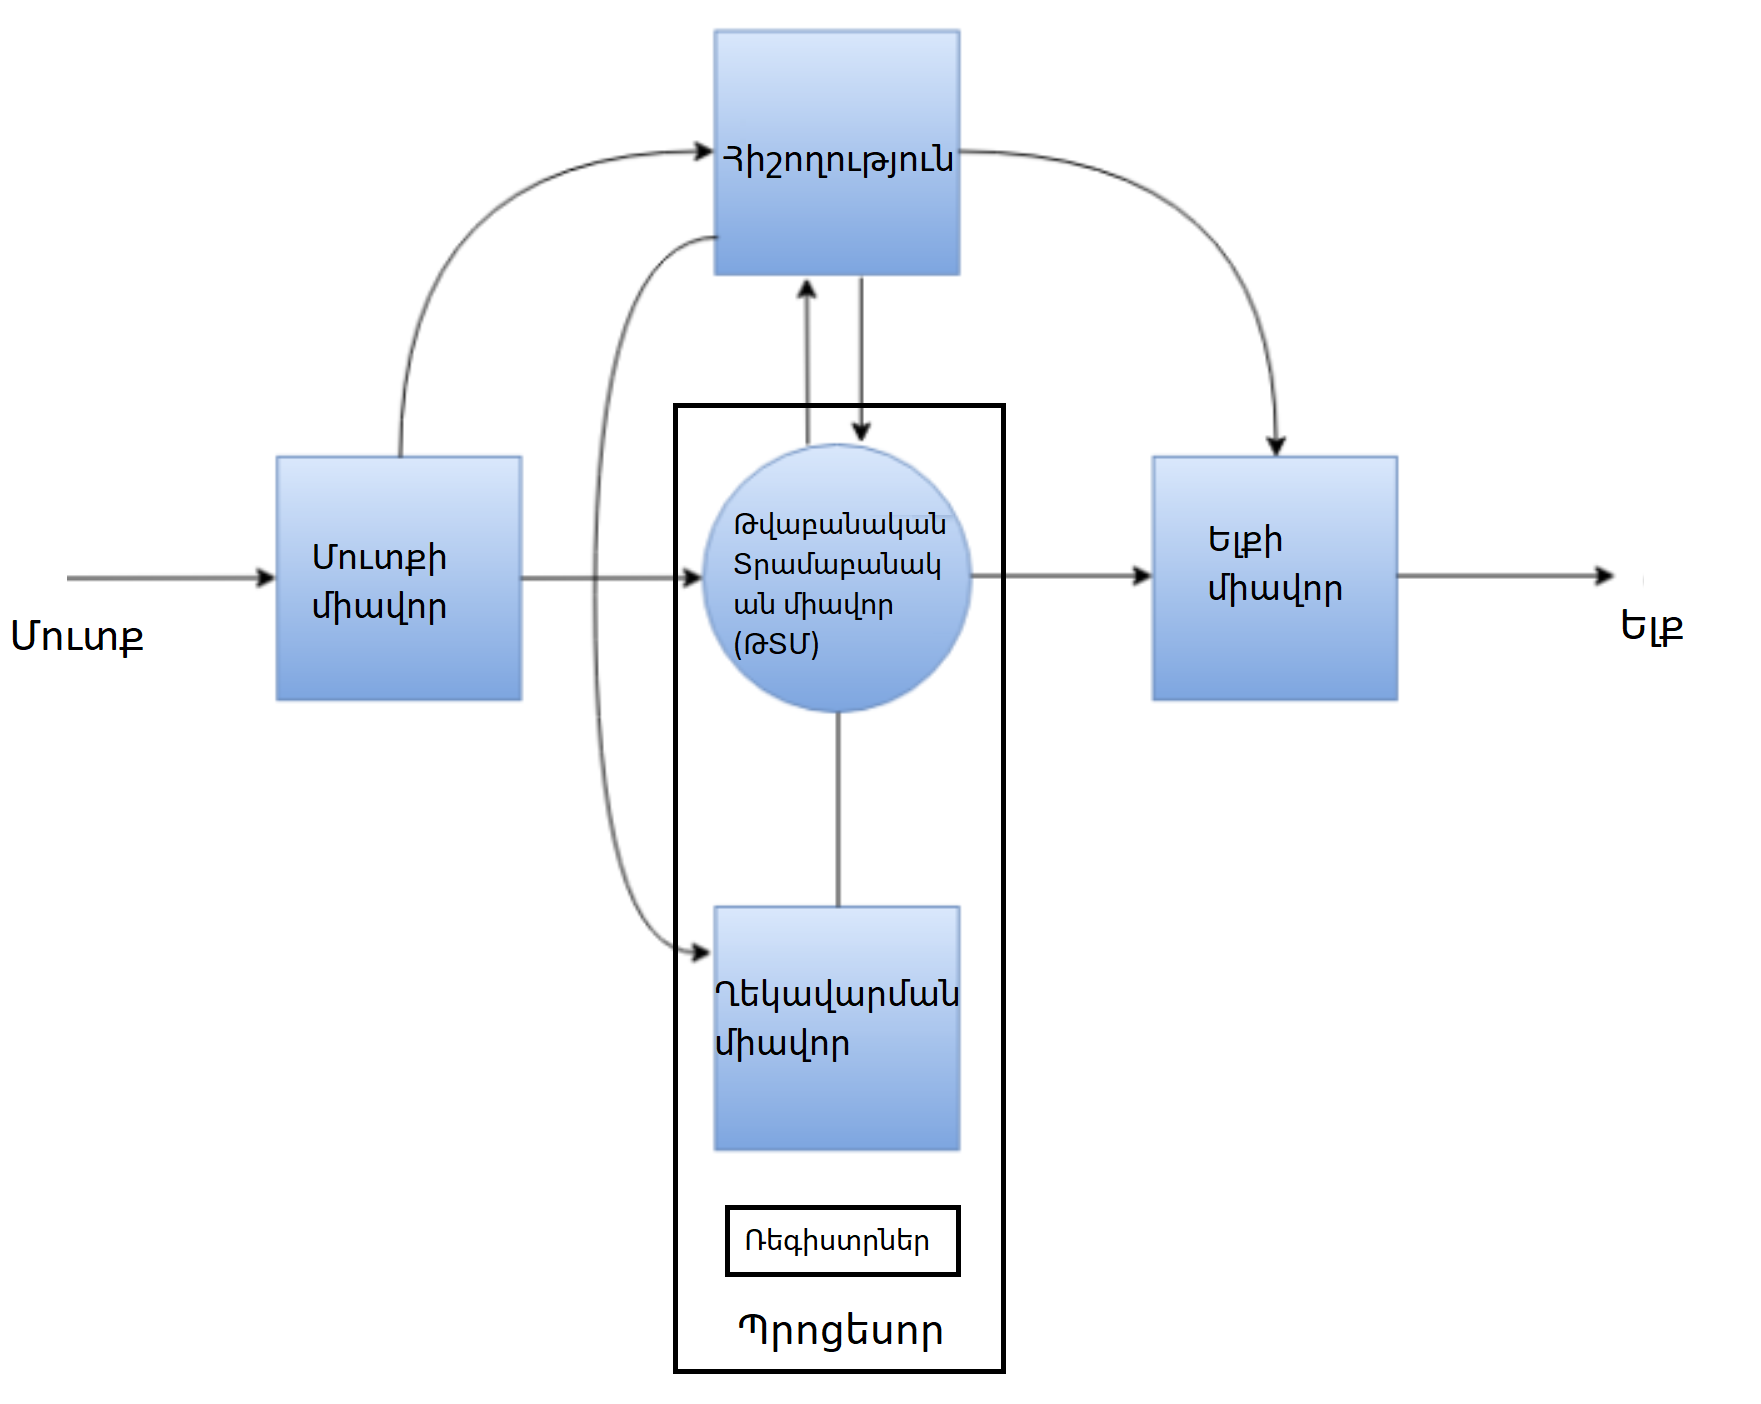 Հիշողություն
Մուտք
Մուտքի
միավոր
Թվաբանական
Տրամաբանակ
ան միավոր
(ԹՏՄ)
Ելքի
միավոր
Ելք
Ղեկավարման
միավոր
Ռեգիստրներ
Պրոցեսոր